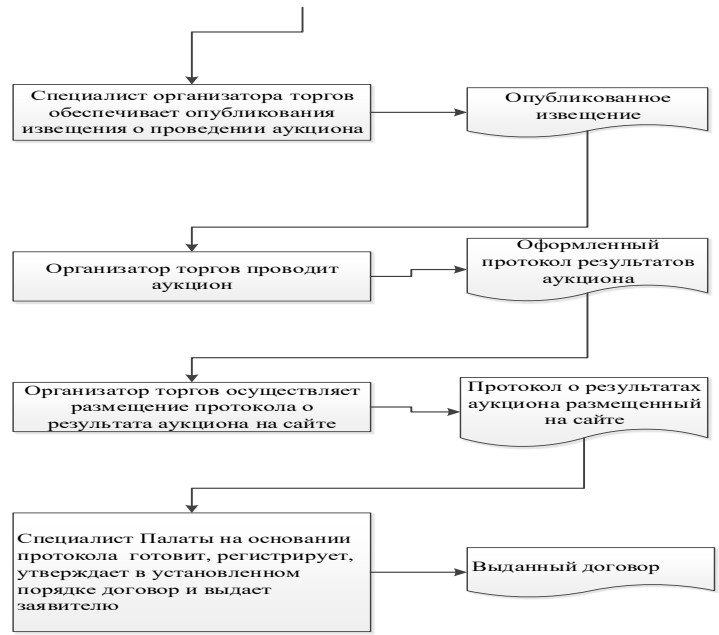 Специалист организатора торгов
обеспечивает опубликования
извещения о проведении аукциона
Опубликованное
извещение
Организатор торгов проводит
аукцион
Оформленный
протокол результатов
аукциона
Организатор торгов осуществляет
размещение протокола о
результата аукциона на сайте
Протокол о результатах
аукциона размещенный
на сайте
Специалист Палаты на основании
протокола готовит, регистрирует,
утверждает в установленном
порядке договор и выдает
заявителю
Выданный договор